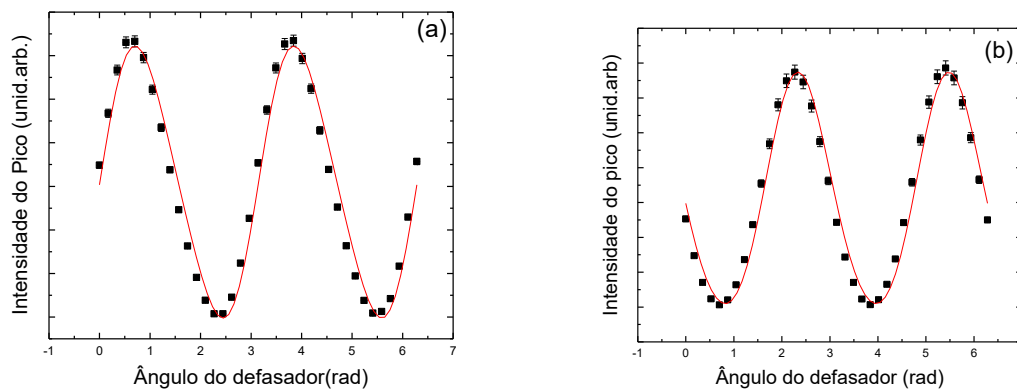 (a)
Intensidade do Pico (unid.arb.)
-1 0 1 2 3 4 5 6 7
Ângulo do defasador(rad)
(b)
Intensidade do pico (unid.arb)
-1 0 1 2 3 4 5 6 7
Ângulo do defasador (rad)